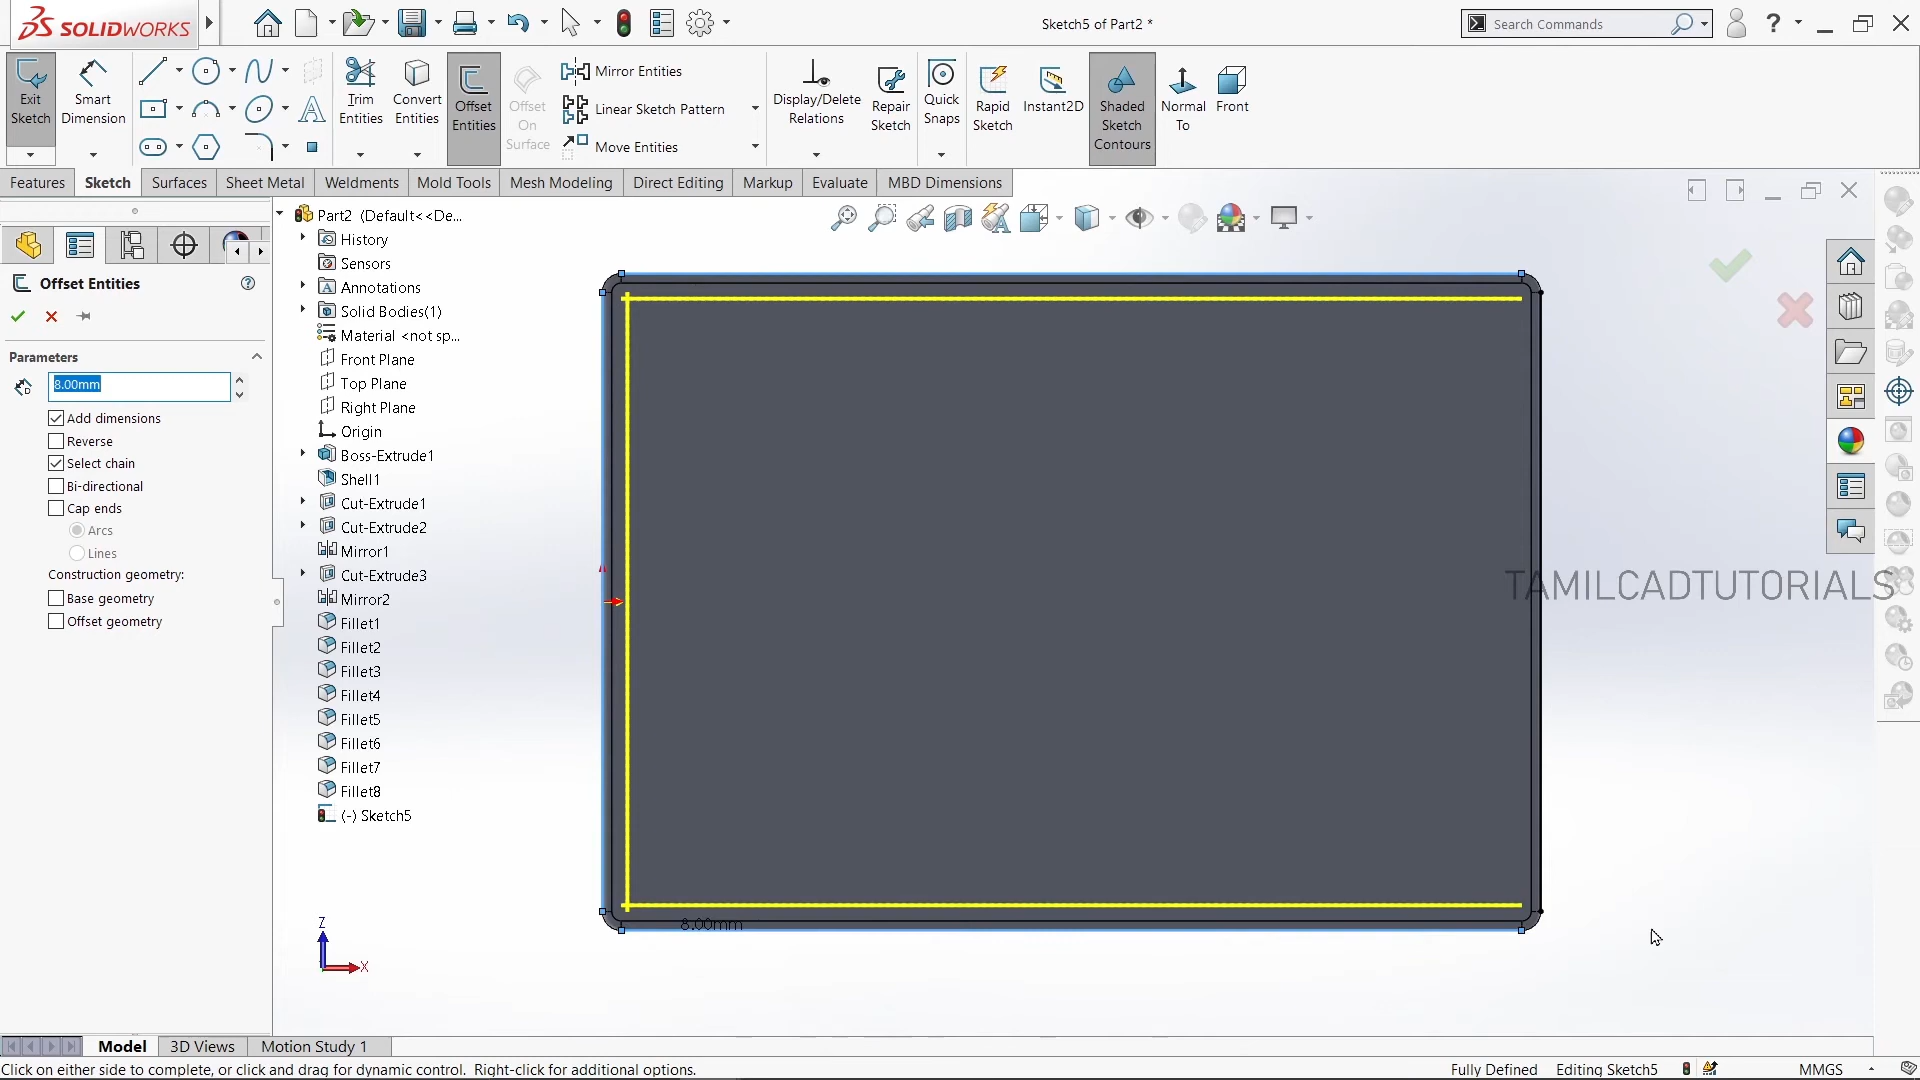 SOLIDWORKS
Sketch5 of Part2 *
Search Commands
Exit Sketch
Smart Dimension
Trim Entities
Convert Entities
Offset Entities
Offset On Surface
Mirror Entities
Linear Sketch Pattern
Move Entities
Display/Delete Relations
Repair Sketch
Quick Snaps
Rapid Sketch
Instant2D
Shaded Sketch Contours
Normal To
Front
Features
Sketch
Surfaces
Sheet Metal
Weldments
Mold Tools
Mesh Modeling
Direct Editing
Markup
Evaluate
MBD Dimensions
Offset Entities
Parameters
8.00mm
Add dimensions
Reverse
Select chain
Bi-directional
Cap ends
Arcs
Lines
Construction geometry:
Base geometry
Offset geometry
Part2 (Default<<De...
History
Sensors
Annotations
Solid Bodies(1)
Material <not sp...
Front Plane
Top Plane
Right Plane
Origin
Boss-Extrude1
Shell1
Cut-Extrude1
Cut-Extrude2
Mirror1
Cut-Extrude3
Mirror2
Fillet1
Fillet2
Fillet3
Fillet4
Fillet5
Fillet6
Fillet7
Fillet8
(-) Sketch5
8.00mm
TAMILCADTUTORIALS
Z
X
Model
3D Views
Motion Study 1
Click on either side to complete, or click and drag for dynamic control. Right-click for additional options.
Fully Defined
Editing Sketch5
MMGS